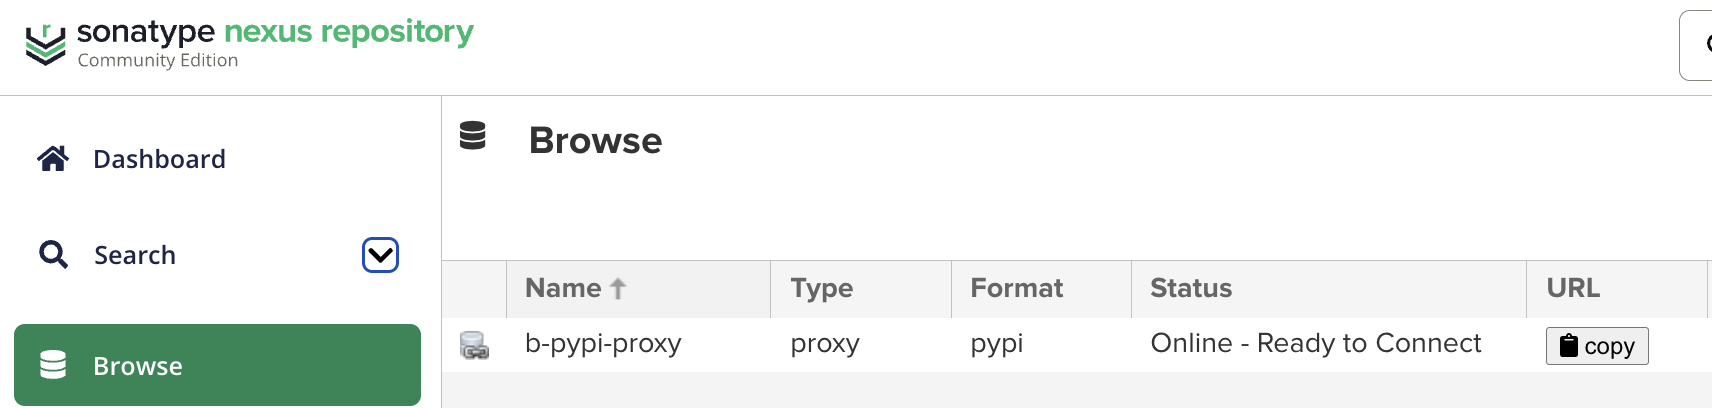 sonatype nexus repository
Community Edition
Dashboard
Search
Browse
Browse
Name Type Format Status URL
b-pypi-proxy proxy pypi Online - Ready to Connect copy